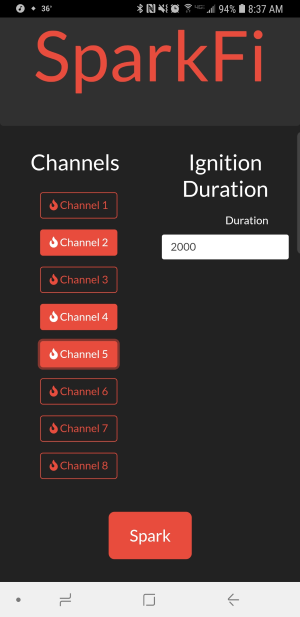 36° 94% 8:37 AM
SparkFi
Channels
Channel 1
Channel 2
Channel 3
Channel 4
Channel 5
Channel 6
Channel 7
Channel 8
Ignition
Duration
Duration
2000
Spark